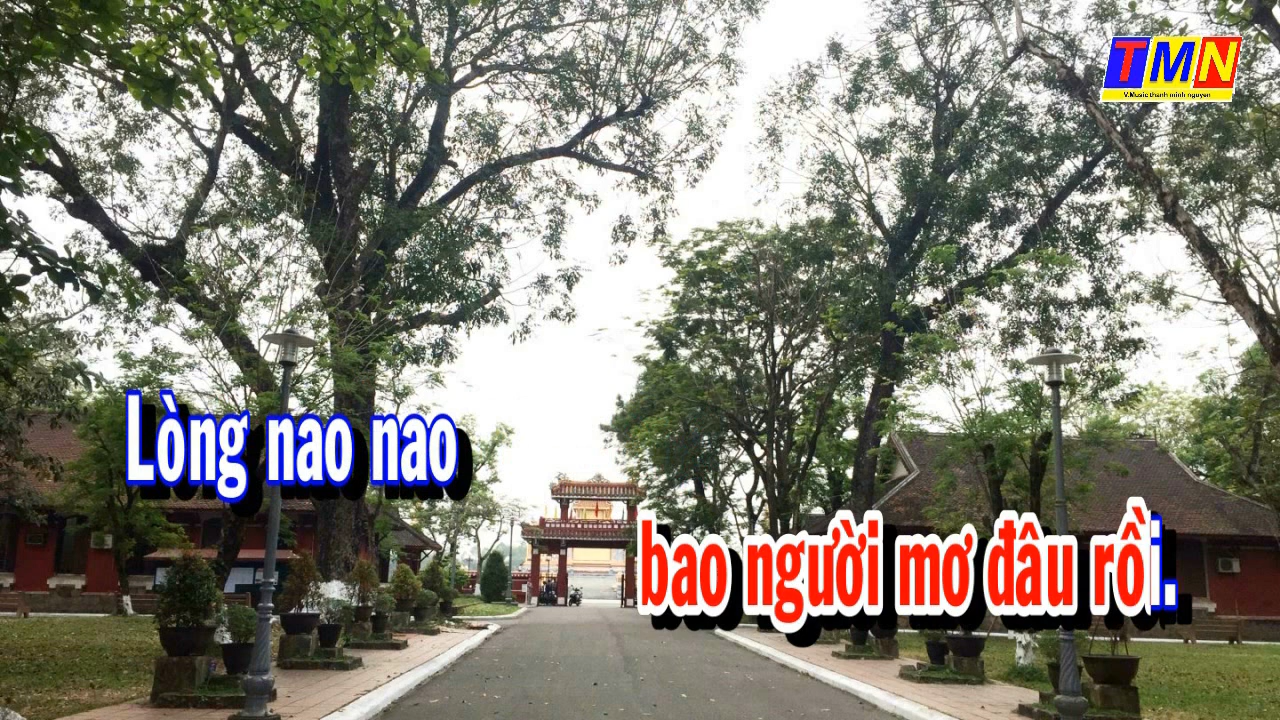 TMN
V.Music thanh minh nguyen
Lòng nao nao
bao người mơ đâu rồi.